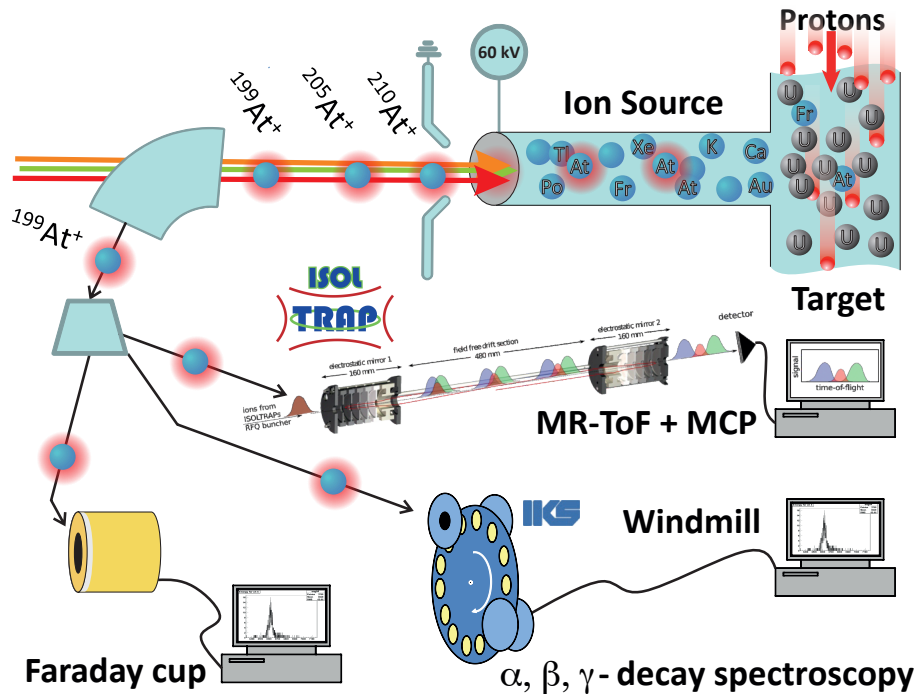 Protons
60 kV
199At+
205At+
210At+
Ion Source
U
U
Fr
U
U
U
U
U
U
U
At
U
U
U
U
Tl
At
Xe
At
K
Ca
Po
Fr
At
Au
199At+
Target
ISOL
TRAP
detector
electrostatic mirror 2
160 mm
field free drift section
480 mm
electrostatic mirror 1
160 mm
signal
time-of-flight
ions from
ISOLTRAPs
RFQ buncher
MR-ToF + MCP
IKS
Windmill
Faraday cup
α, β, γ - decay spectroscopy